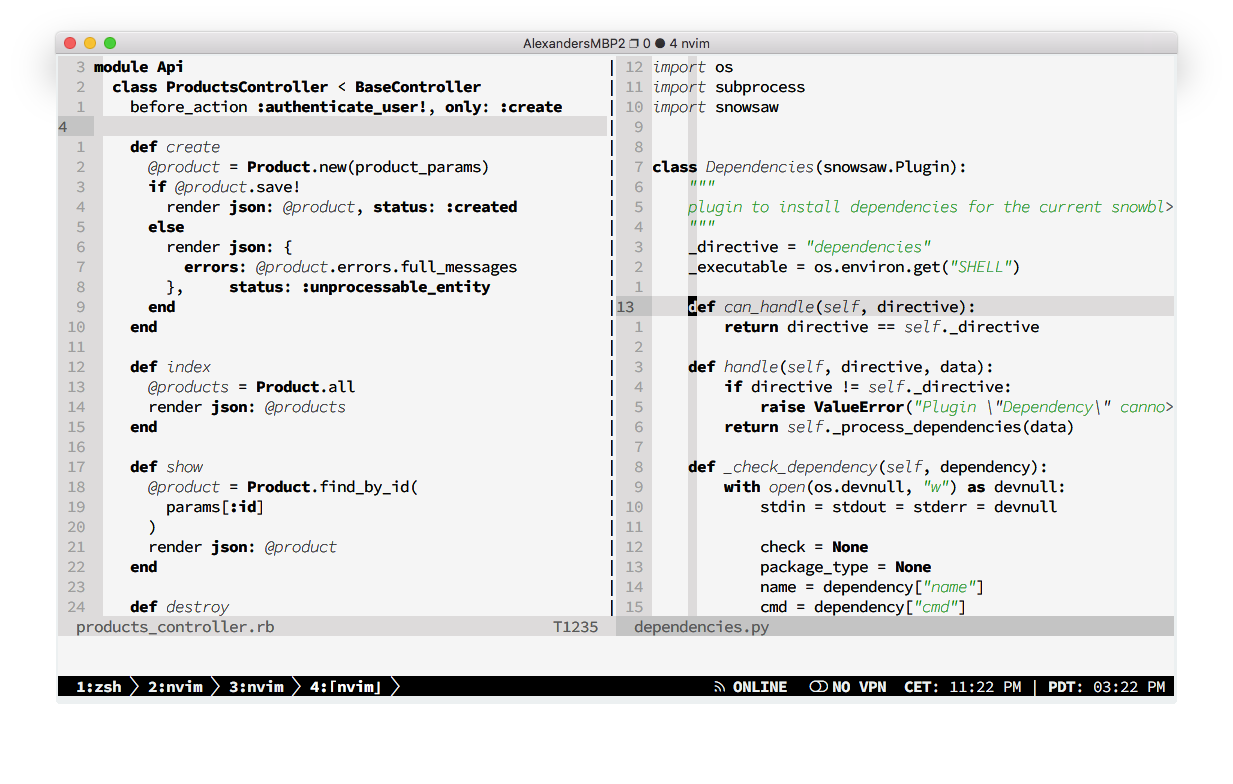 AlexandersMBP2 ❐ 0 ● 4 nvim
3 module Api
2 class ProductsController < BaseController
1 before_action :authenticate_user!, only: :create
4
1 def create
2 @product = Product.new(product_params)
3 if @product.save!
4 render json: @product, status: :created
5 else
6 render json: {
7 errors: @product.errors.full_messages
8 }, status: :unprocessable_entity
9 end
10 end
11
12 def index
13 @products = Product.all
14 render json: @products
15 end
16
17 def show
18 @product = Product.find_by_id(
19 params[:id]
20 )
21 render json: @product
22 end
23
24 def destroy
products_controller.rb T1235
12 import os
11 import subprocess
10 import snowsaw
9
8
7 class Dependencies(snowsaw.Plugin):
6 """
5 plugin to install dependencies for the current snowbl>
4 """
3 _directive = "dependencies"
2 _executable = os.environ.get("SHELL")
1
13 def can_handle(self, directive):
1 return directive == self._directive
2
3 def handle(self, directive, data):
4 if directive != self._directive:
5 raise ValueError("Plugin \"Dependency\" canno>
6 return self._process_dependencies(data)
7
8 def _check_dependency(self, dependency):
9 with open(os.devnull, "w") as devnull:
10 stdin = stdout = stderr = devnull
11
12 check = None
13 package_type = None
14 name = dependency["name"]
15 cmd = dependency["cmd"]
dependencies.py
1:zsh 2:nvim 3:nvim 4:⌈nvim⌋ ONLINE NO VPN CET: 11:22 PM | PDT: 03:22 PM